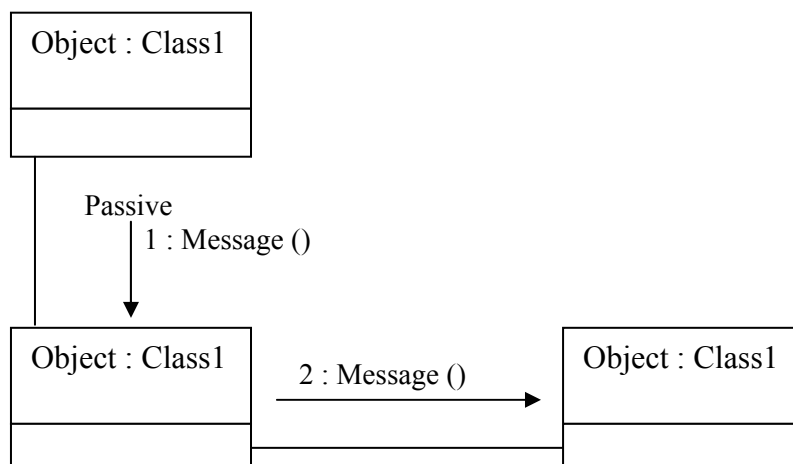 Object : Class1
Passive
1 : Message ()
Object : Class1
2 : Message ()
Object : Class1